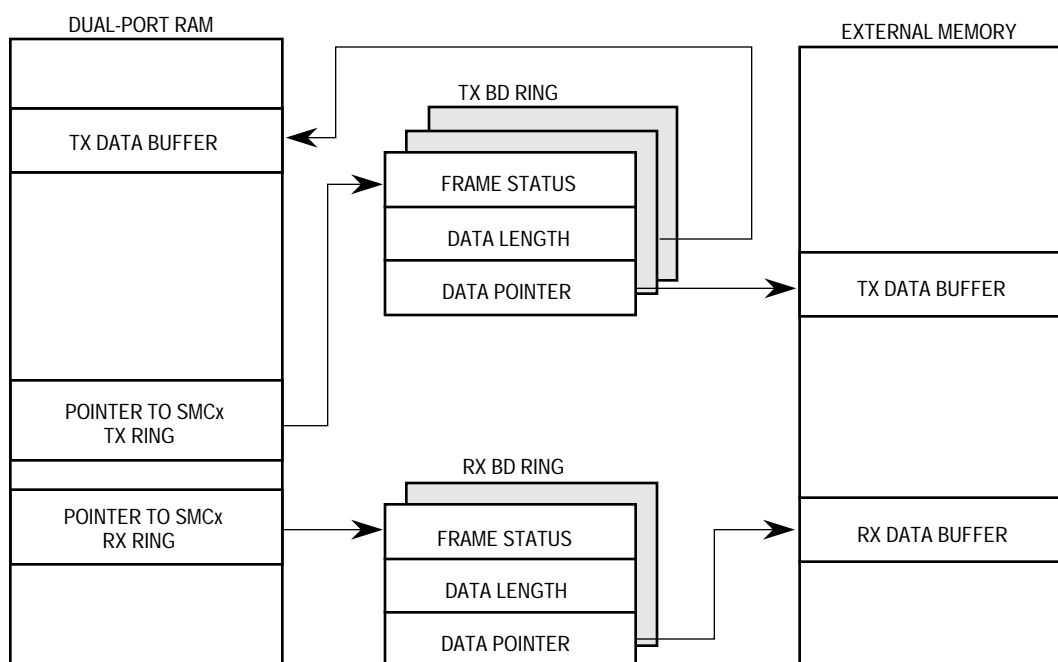 DUAL-PORT RAM
EXTERNAL MEMORY
TX BD RING
TX DATA BUFFER
FRAME STATUS
DATA LENGTH
DATA POINTER
TX DATA BUFFER
POINTER TO SMCx
TX RING
RX BD RING
POINTER TO SMCx
RX RING
FRAME STATUS
DATA LENGTH
DATA POINTER
RX DATA BUFFER